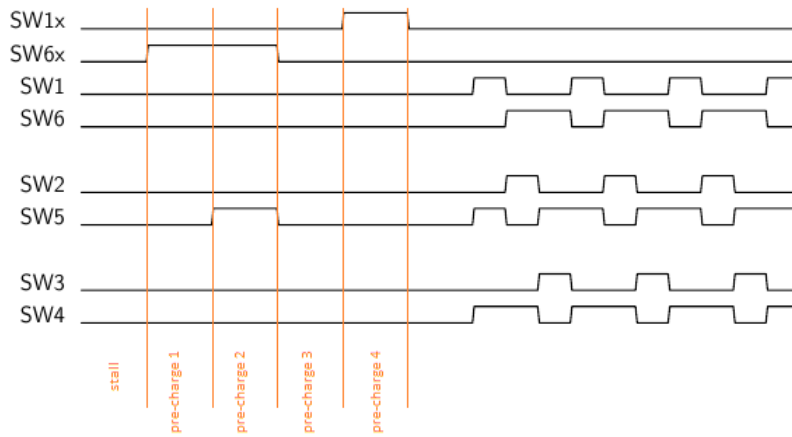 SW1x
SW6x
SW1
SW6
SW2
SW5
SW3
SW4
stall
pre-charge 1
pre-charge 2
pre-charge 3
pre-charge 4